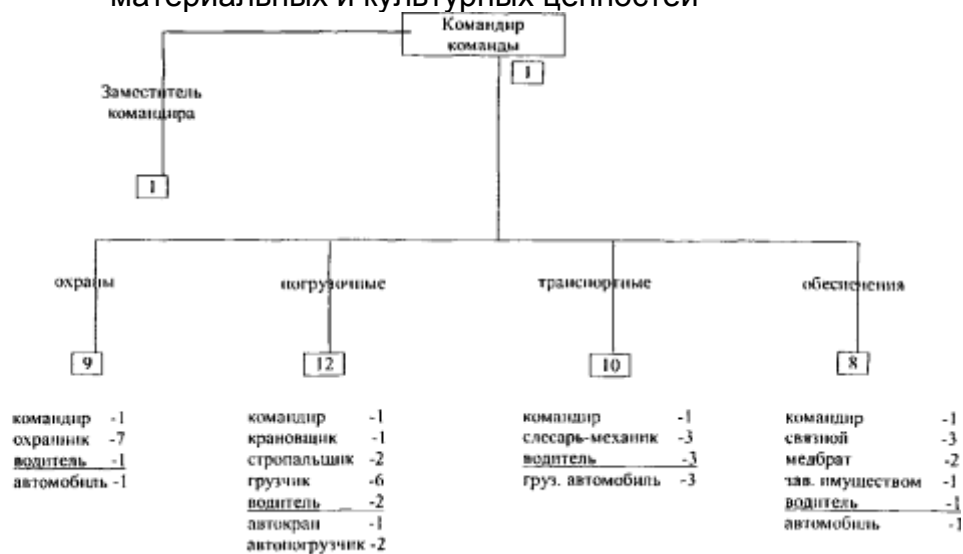 материальных и культурных ценностей
Командир
команды
1
Заместитель
командира
1
охраны
погрузочные
транспортные
обеспечения
9
12
10
8
командир -1
охранник -7
водитель -1
автомобиль -1
командир -1
крановщик -1
стропальщик -2
грузчик -6
водитель -2
автокран -1
автопогрузчик -2
командир -1
слесарь-механик -3
водитель -3
груз. автомобиль -3
командир -1
связной -3
медбрат -2
зав. имуществом -1
водитель -1
автомобиль -1